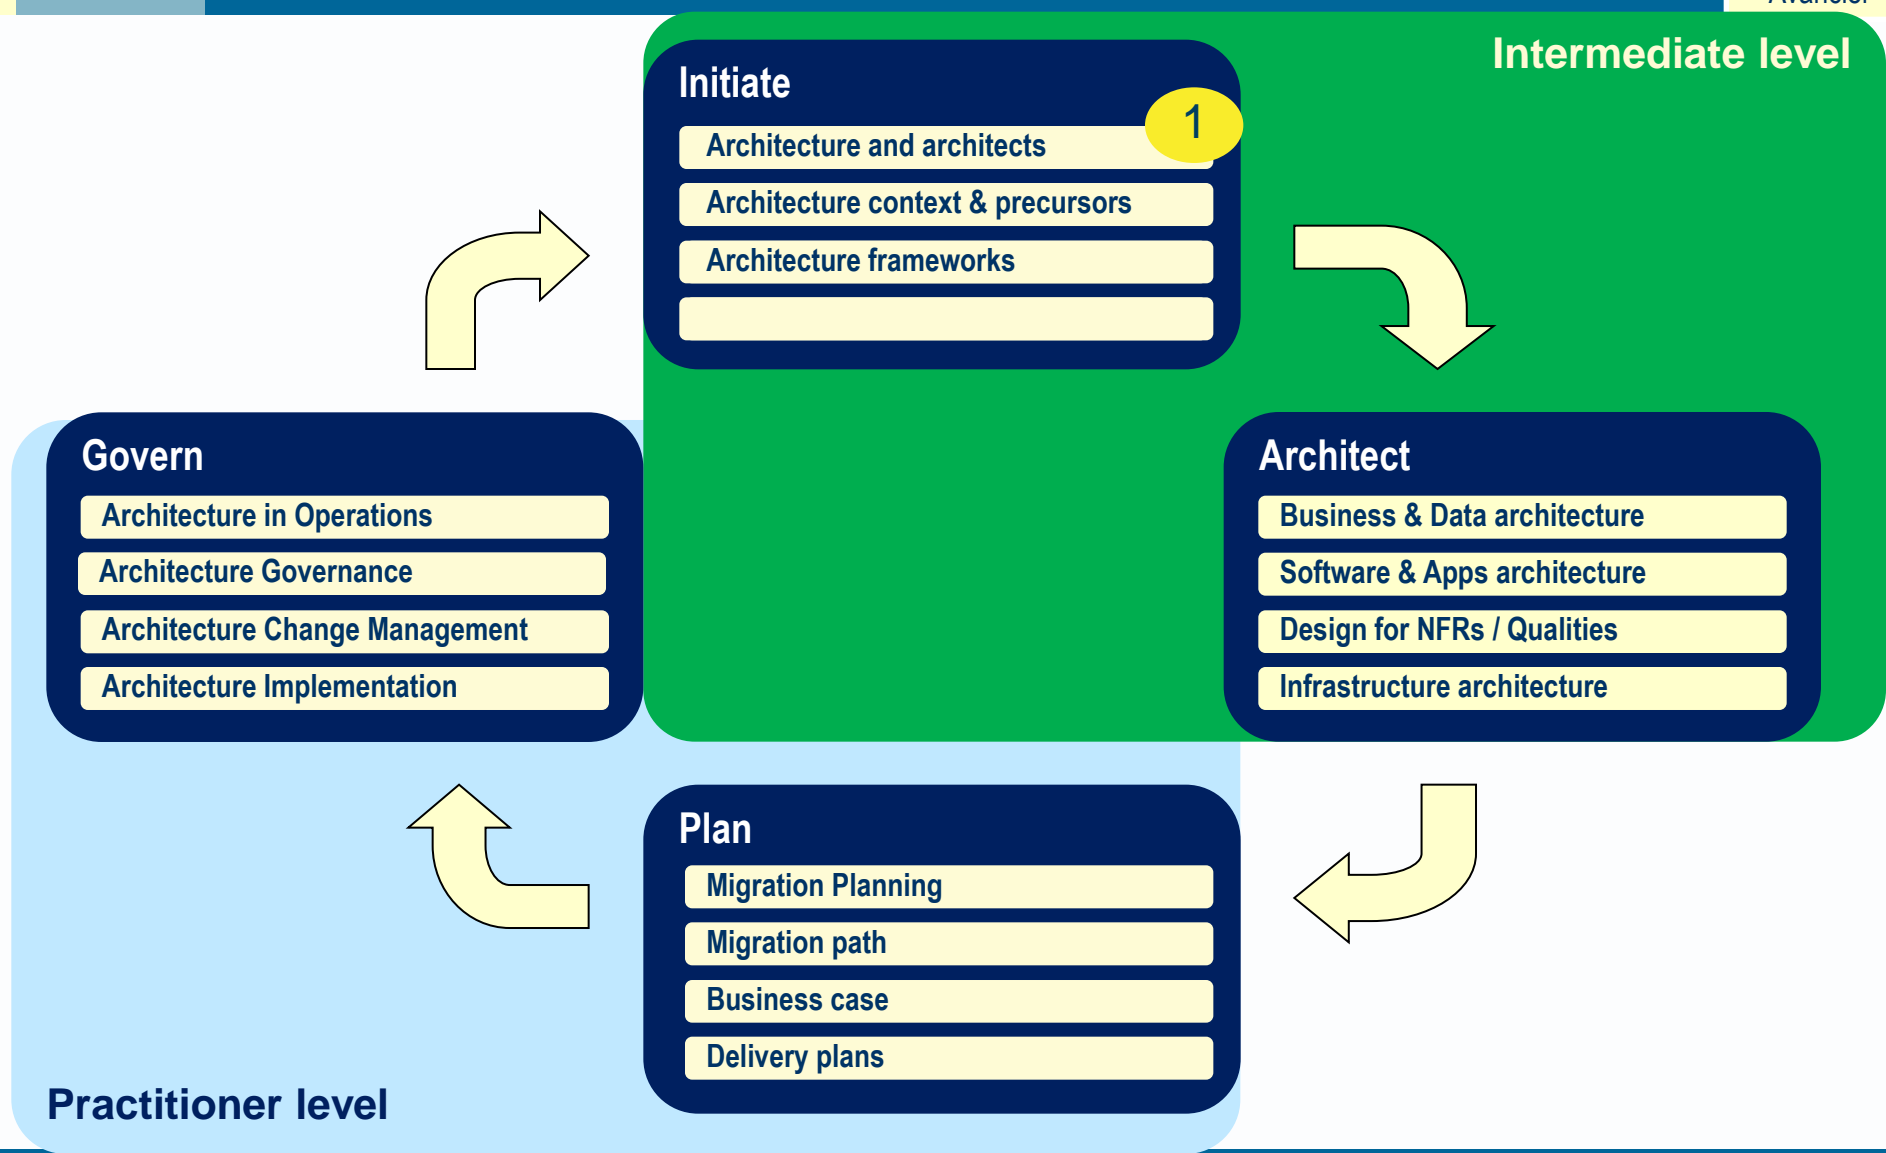 Intermediate level
Initiate
1
Architecture and architects
Architecture context & precursors
Architecture frameworks
Govern
Architecture in Operations
Architecture Governance
Architecture Change Management
Architecture Implementation
Architect
Business & Data architecture
Software & Apps architecture
Design for NFRs / Qualities
Infrastructure architecture
Plan
Migration Planning
Migration path
Business case
Delivery plans
Practitioner level